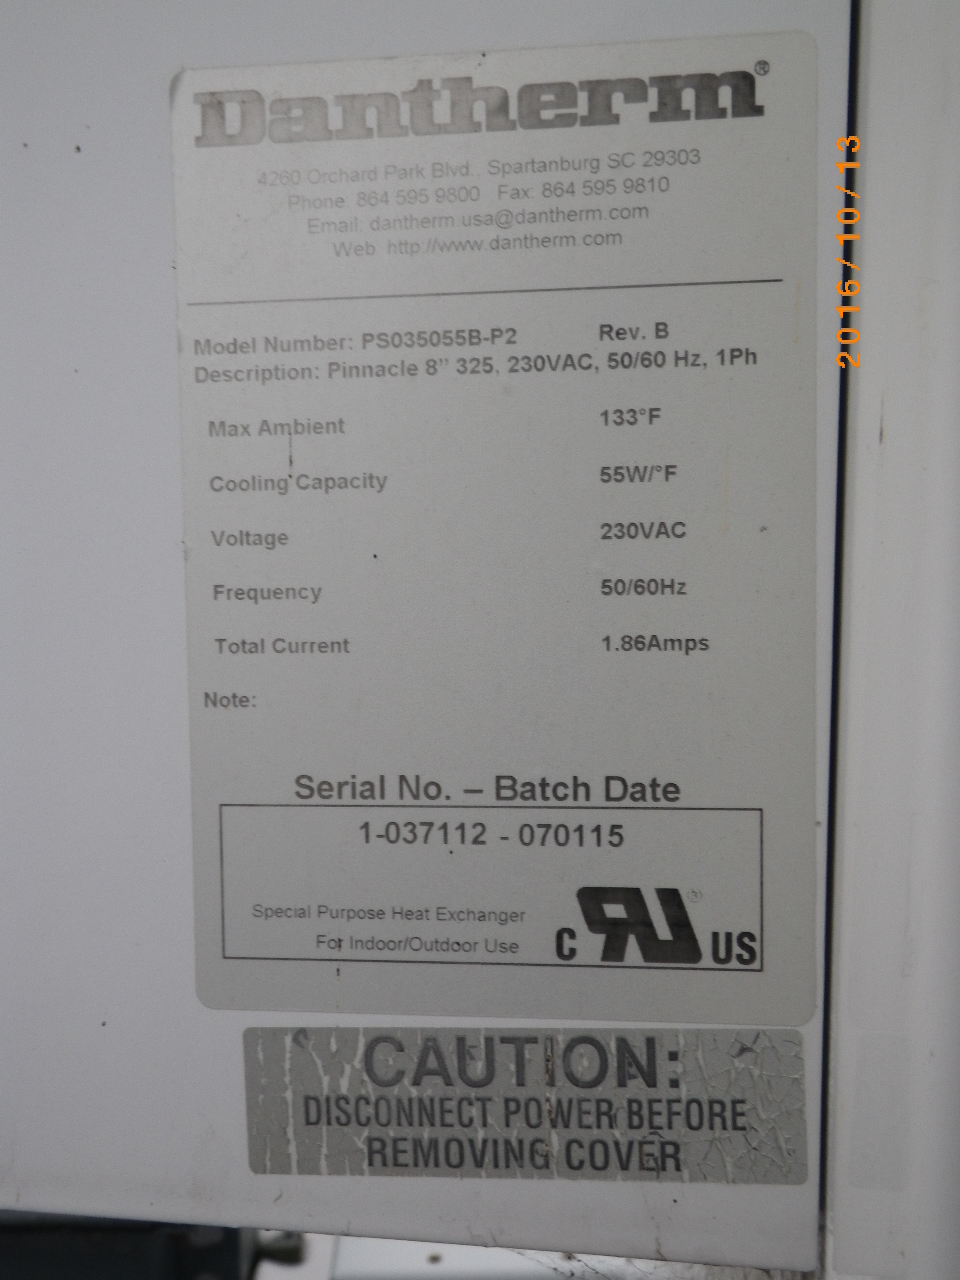 Dantherm®
4260 Orchard Park Blvd., Spartanburg SC 29303
Phone: 864 595 9800 Fax: 864 595 9810
Email: dantherm.usa@dantherm.com
Web: http://www.dantherm.com
Model Number: PS035055B-P2 Rev. B
Description: Pinnacle 8” 325, 230VAC, 50/60 Hz, 1Ph
Max Ambient 133°F
Cooling Capacity 55W/°F
Voltage 230VAC
Frequency 50/60Hz
Total Current 1.86Amps
Note:
Serial No. – Batch Date
1-037112 - 070115
Special Purpose Heat Exchanger
For Indoor/Outdoor Use
C RU® US
CAUTION:
DISCONNECT POWER BEFORE
REMOVING COVER
2016/10/13